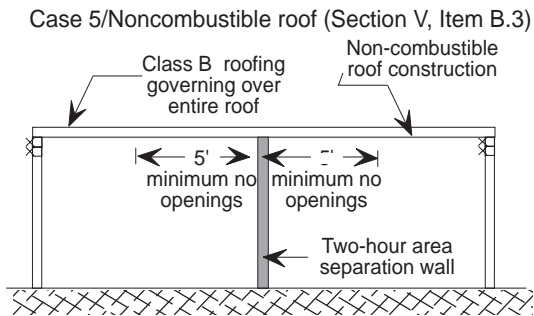 Case 5/Noncombustible roof (Section V, Item B.3)
Class B roofing
governing over
entire roof
Non-combustible
roof construction
5'
minimum no
openings
5'
minimum no
openings
Two-hour area
separation wall